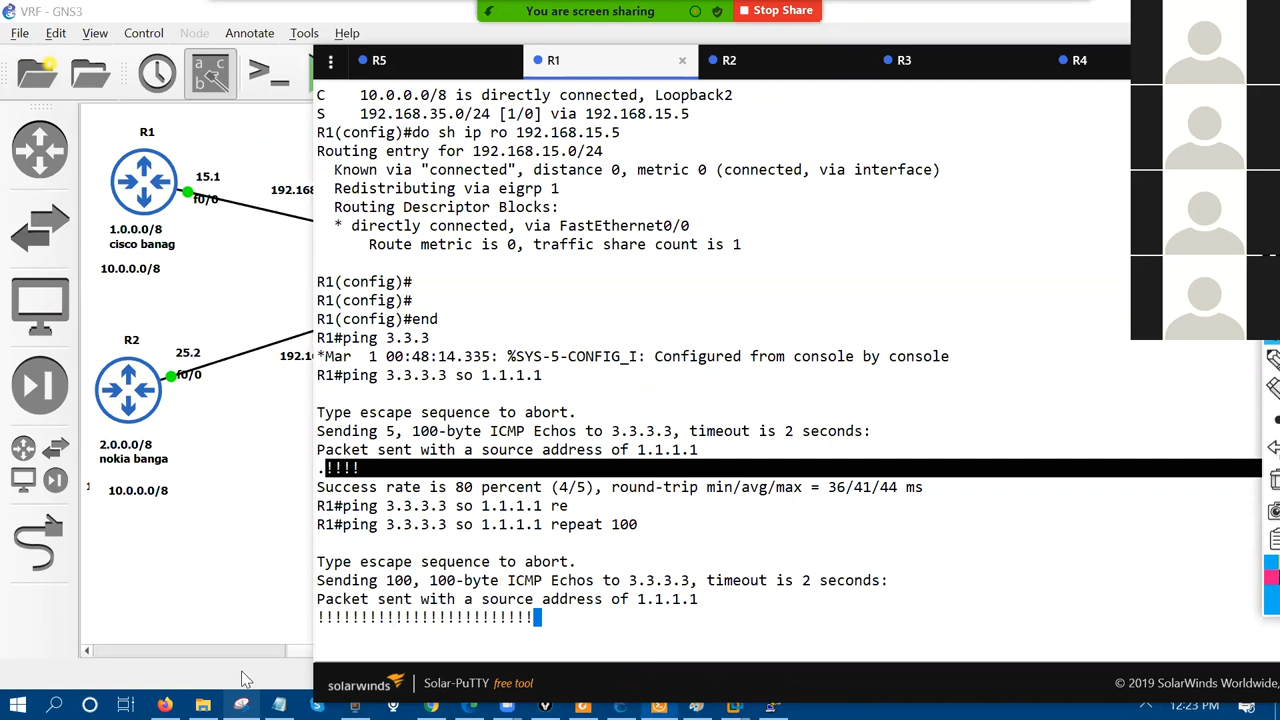 VRF - GNS3
You are screen sharing
Stop Share
File Edit View Control Node Annotate Tools Help
R5
R1
R2
R3
R4
a c
b
R1
15.1
f0/0
192.168
1.0.0.0/8
cisco banag
10.0.0.0/8
R2
25.2
f0/0
192.1
2.0.0.0/8
nokia banga
10.0.0.0/8
C    10.0.0.0/8 is directly connected, Loopback2
S    192.168.35.0/24 [1/0] via 192.168.15.5
R1(config)#do sh ip ro 192.168.15.5
Routing entry for 192.168.15.0/24
Known via "connected", distance 0, metric 0 (connected, via interface)
Redistributing via eigrp 1
Routing Descriptor Blocks:
* directly connected, via FastEthernet0/0
Route metric is 0, traffic share count is 1
R1(config)#
R1(config)#
R1(config)#end
R1#ping 3.3.3
*Mar  1 00:48:14.335: %SYS-5-CONFIG_I: Configured from console by console
R1#ping 3.3.3.3 so 1.1.1.1
Type escape sequence to abort.
Sending 5, 100-byte ICMP Echos to 3.3.3.3, timeout is 2 seconds:
Packet sent with a source address of 1.1.1.1
.!!!!
Success rate is 80 percent (4/5), round-trip min/avg/max = 36/41/44 ms
R1#ping 3.3.3.3 so 1.1.1.1 re
R1#ping 3.3.3.3 so 1.1.1.1 repeat 100
Type escape sequence to abort.
Sending 100, 100-byte ICMP Echos to 3.3.3.3, timeout is 2 seconds:
Packet sent with a source address of 1.1.1.1
!!!!!!!!!!!!!!!!!!!!!!!!!
solarwinds Solar-PuTTY free tool
© 2019 SolarWinds Worldwide,
12:23 PM